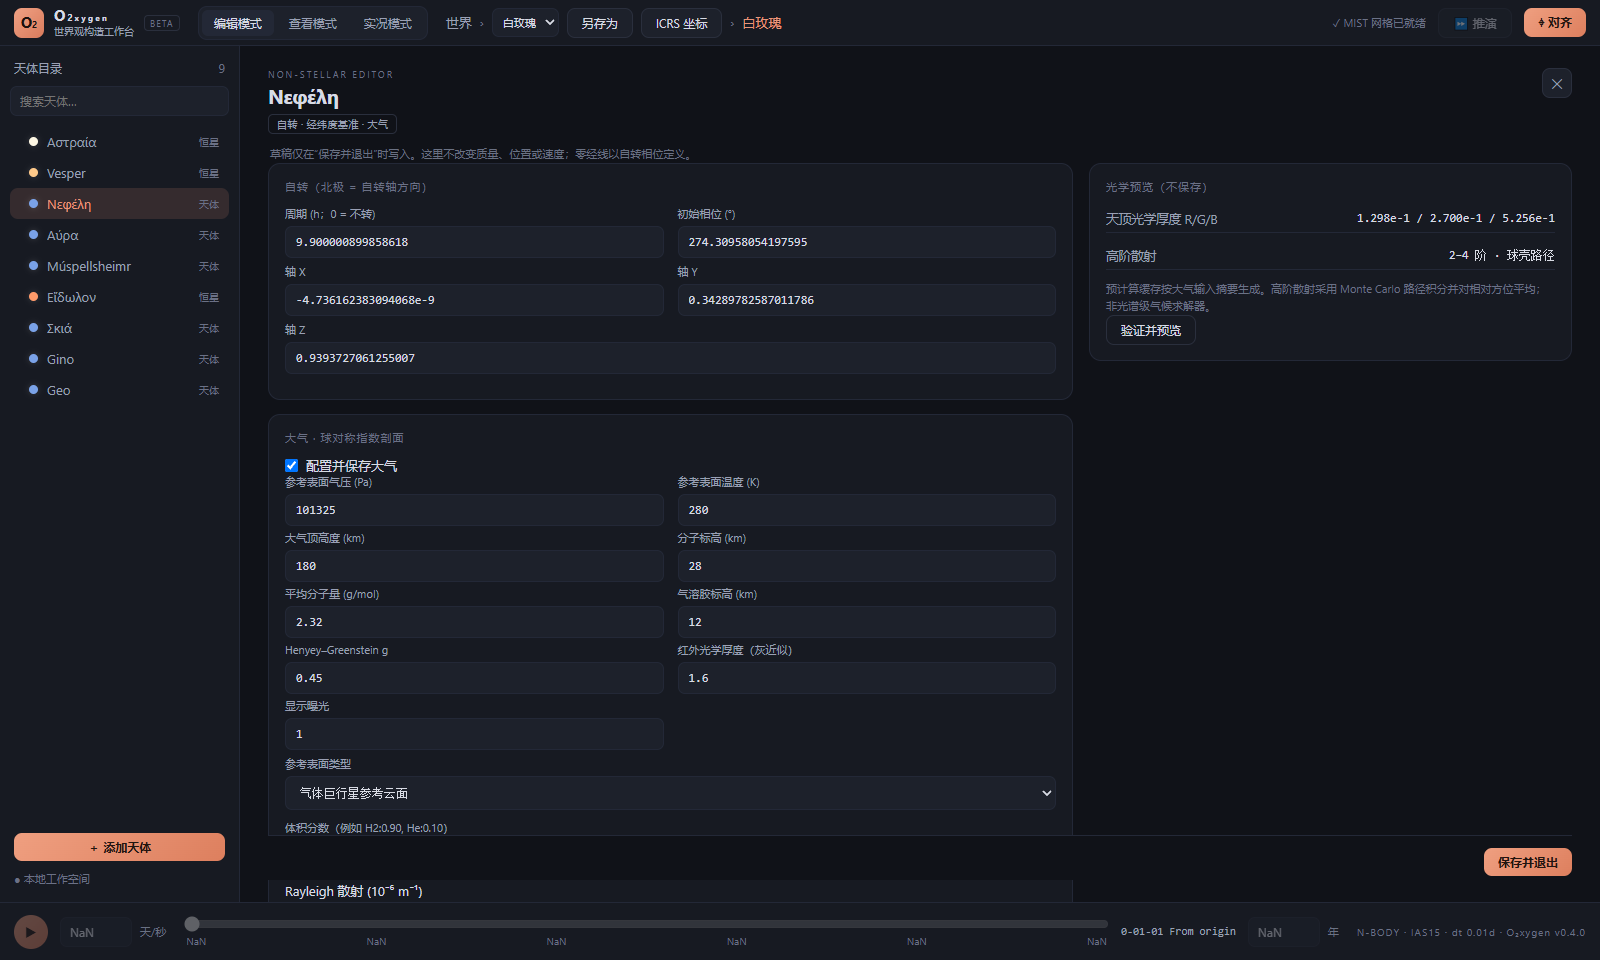 O₂
O₂xygen
世界观构造工作台
BETA
编辑模式
查看模式
实况模式
世界
›
白玫瑰
另存为
ICRS 坐标
›
白玫瑰
✓ MIST 网格已就绪
推演
对齐
天体目录
9
搜索天体...
Αστραία
恒星
Vesper
恒星
Νεφέλη
天体
Αύρα
天体
Múspellsheimr
天体
Εἴδωλον
恒星
Σκιά
天体
Gino
天体
Geo
天体
+ 添加天体
● 本地工作空间
NON-STELLAR EDITOR
Νεφέλη
自转 · 经纬度基准 · 大气
草稿仅在“保存并退出”时写入。这里不改变质量、位置或速度；零经线以自转相位定义。
自转（北极 = 自转轴方向）
周期 (h；0 = 不转)
初始相位 (°)
9.900000899858618
274.30958054197595
轴 X
轴 Y
-4.736162383094068e-9
0.34289782587011786
轴 Z
0.9393727061255007
大气 · 球对称指数剖面
配置并保存大气
参考表面气压 (Pa)
参考表面温度 (K)
101325
280
大气顶高度 (km)
分子标高 (km)
180
28
平均分子量 (g/mol)
气溶胶标高 (km)
2.32
12
Henyey–Greenstein g
红外光学厚度（灰近似）
0.45
1.6
显示曝光
1
参考表面类型
气体巨行星参考云面
体积分数（例如 H2:0.90, He:0.10）
Rayleigh 散射 (10⁻⁶ m⁻¹)
光学预览（不保存）
天顶光学厚度 R/G/B
1.298e-1 / 2.700e-1 / 5.256e-1
高阶散射
2–4 阶 · 球壳路径
预计算缓存按大气输入摘要生成。高阶散射采用 Monte Carlo 路径积分并对相对方位平均；
非光谱级气候求解器。
验证并预览
保存并退出
NaN
天/秒
NaN
NaN
NaN
NaN
NaN
NaN
0-01-01 From origin
NaN
年
N-BODY · IAS15 · dt 0.01d · O₂xygen v0.4.0